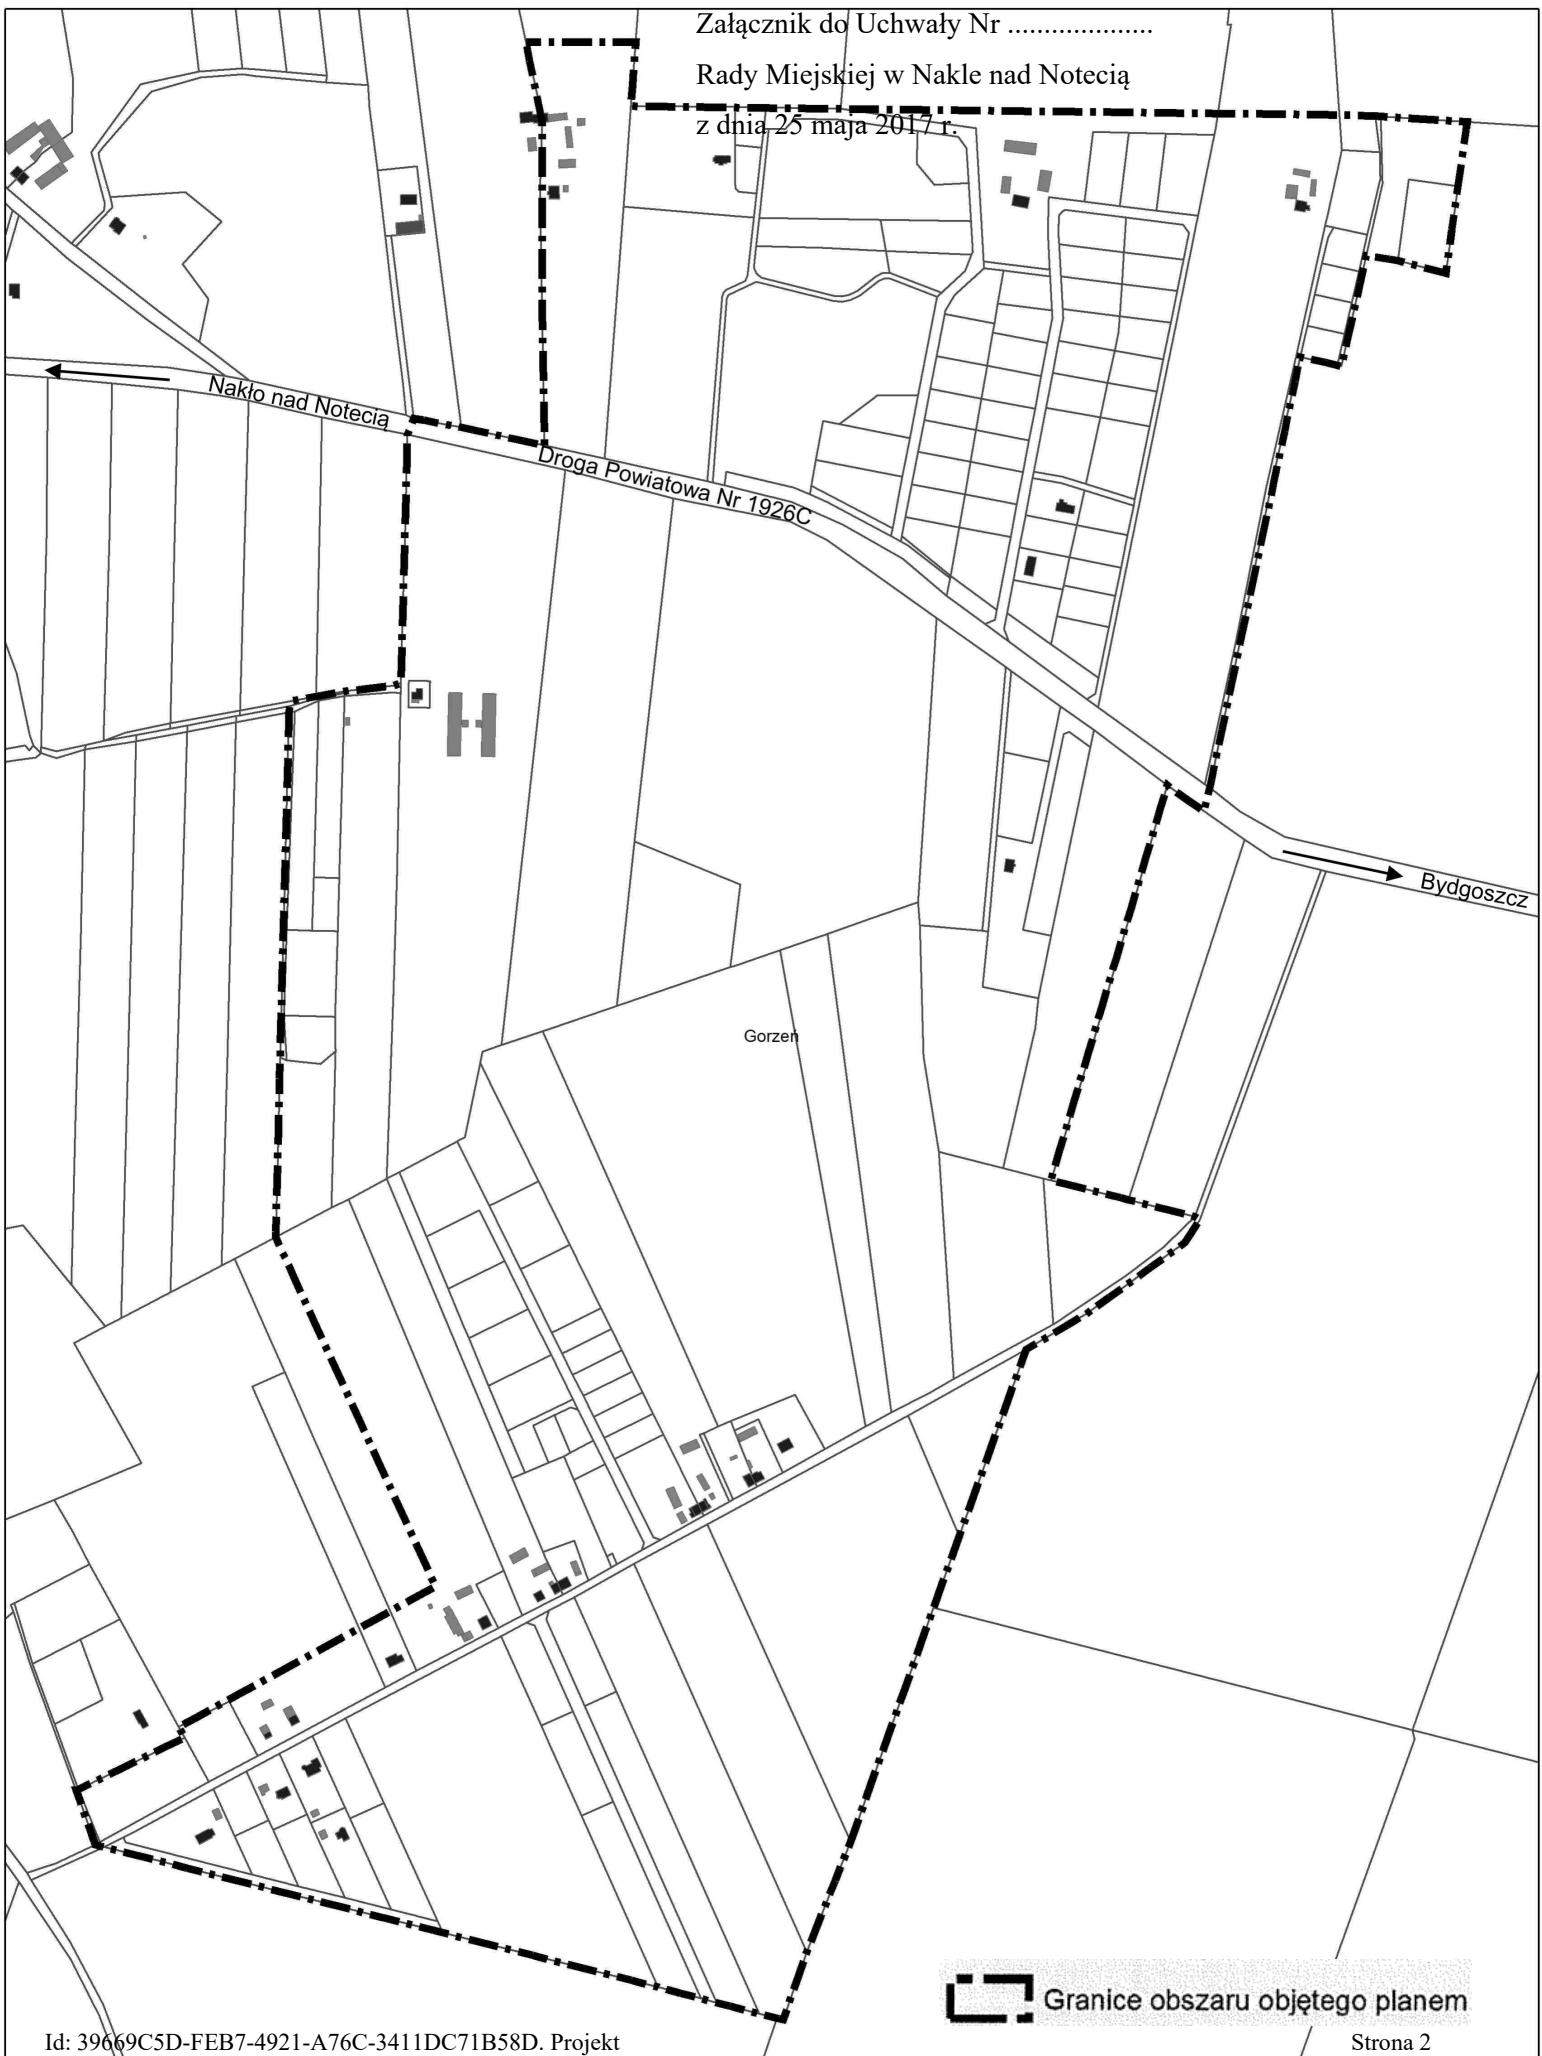 Załącznik do Uchwały Nr ....................
Rady Miejskiej w Nakle nad Notecią
z dnia 25 maja 2017 r.
Nakło nad Notecią
Droga Powiatowa Nr 1926C
Bydgoszcz
Gorzeń
Granice obszaru objętego planem
Id: 39669C5D-FEB7-4921-A76C-3411DC71B58D. Projekt
Strona 2